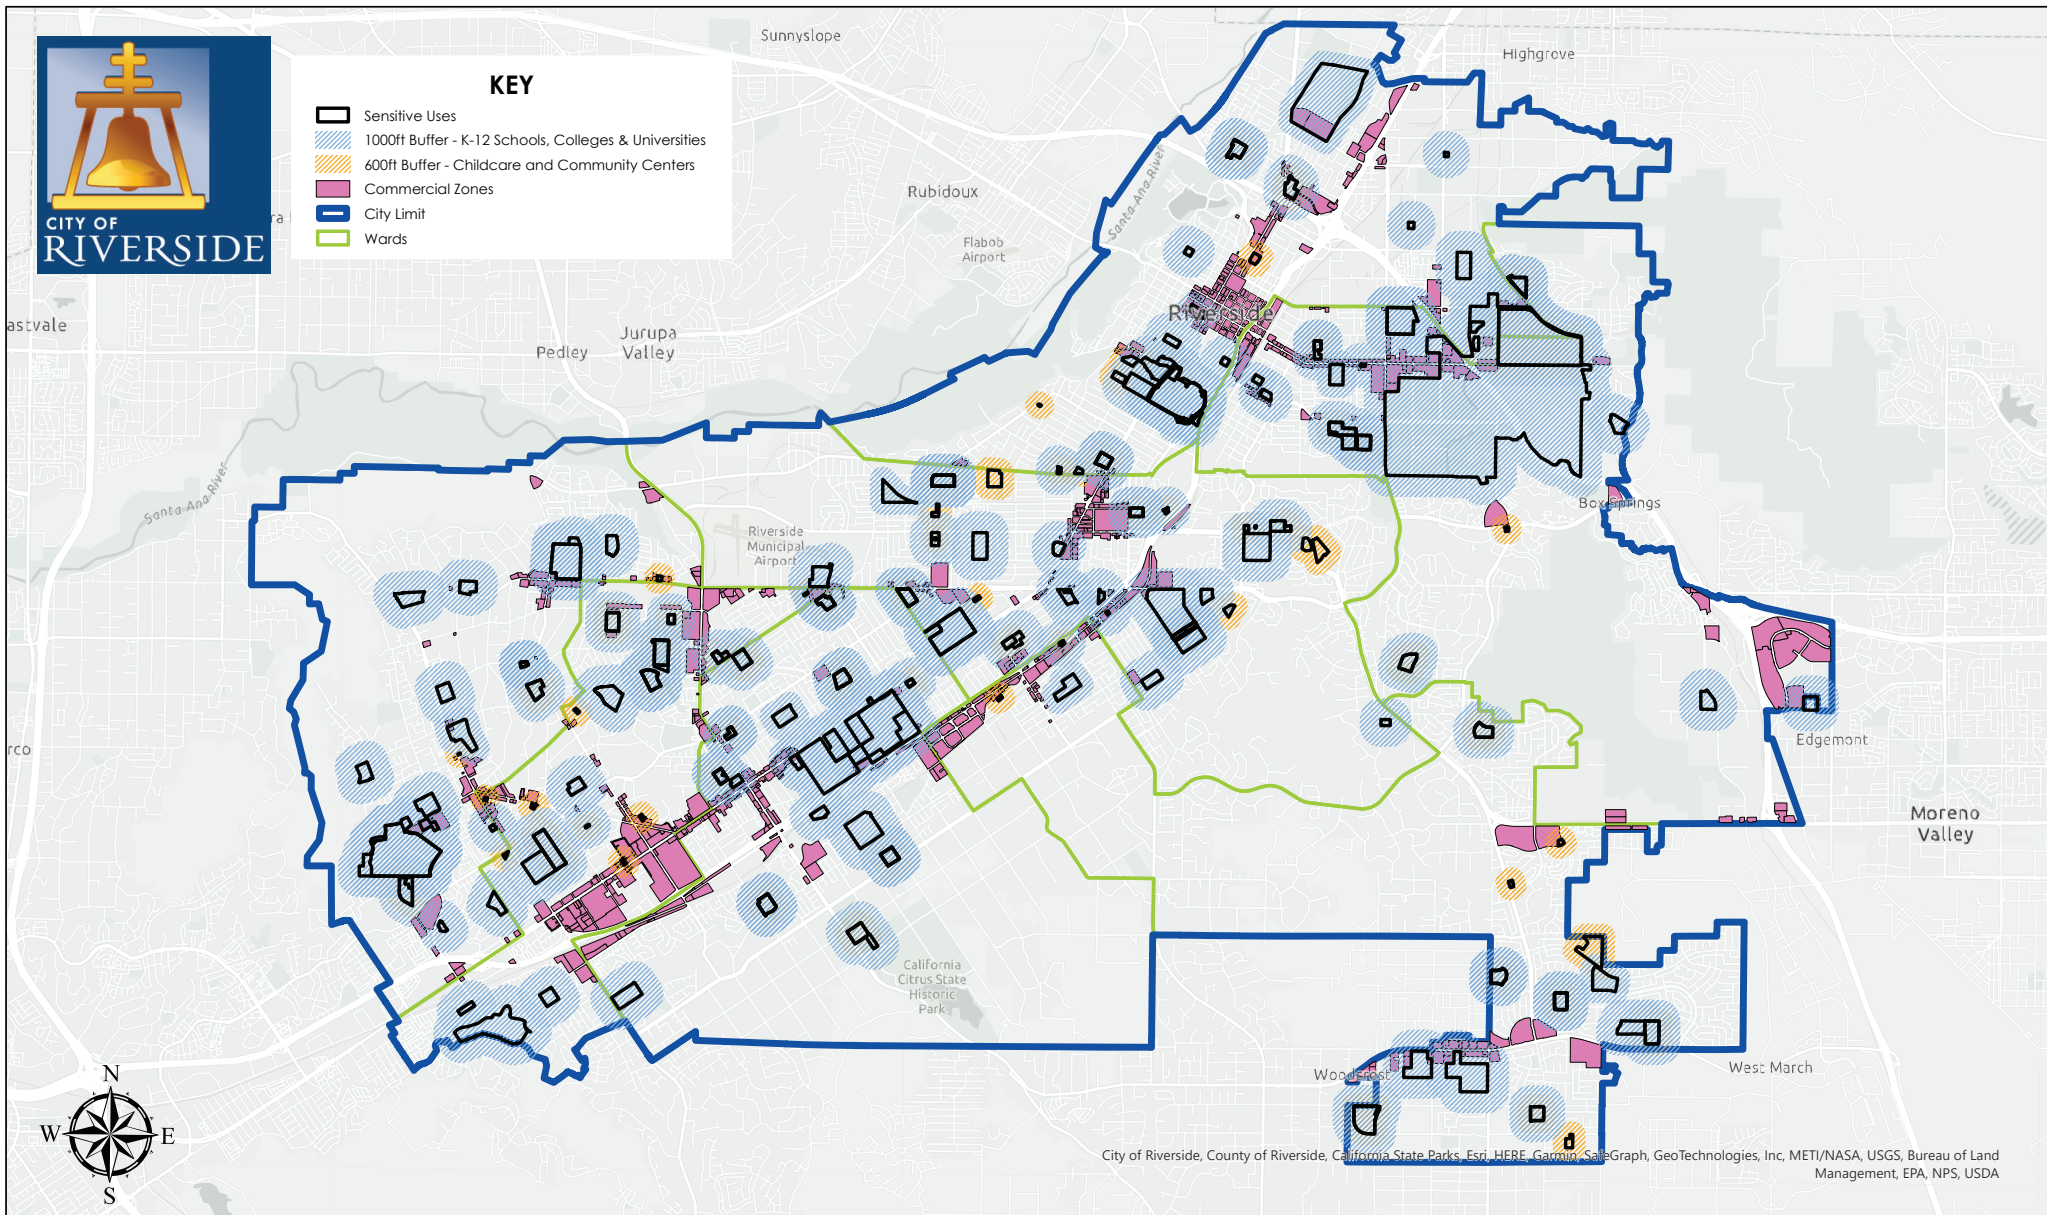 Sunnyslope
Highgrove
CITY OF
RIVERSIDE
KEY
Sensitive Uses
1000ft Buffer - K-12 Schools, Colleges & Universities
600ft Buffer - Childcare and Community Centers
Commercial Zones
City Limit
Wards
Santa Ana River
Rubidoux
Flabob
Airport
Riverside
astvale
Jurupa
Valley
Pedley
Santa Ana River
Box Springs
Riverside
Municipal
Airport
rco
Edgemont
Moreno
Valley
California
Citrus State
Historic
Park
West March
Woodcrest
N
W
E
S
City of Riverside, County of Riverside, California State Parks, Esri, HERE, Garmin, SafeGraph, GeoTechnologies, Inc, METI/NASA, USGS, Bureau of Land
Management, EPA, NPS, USDA